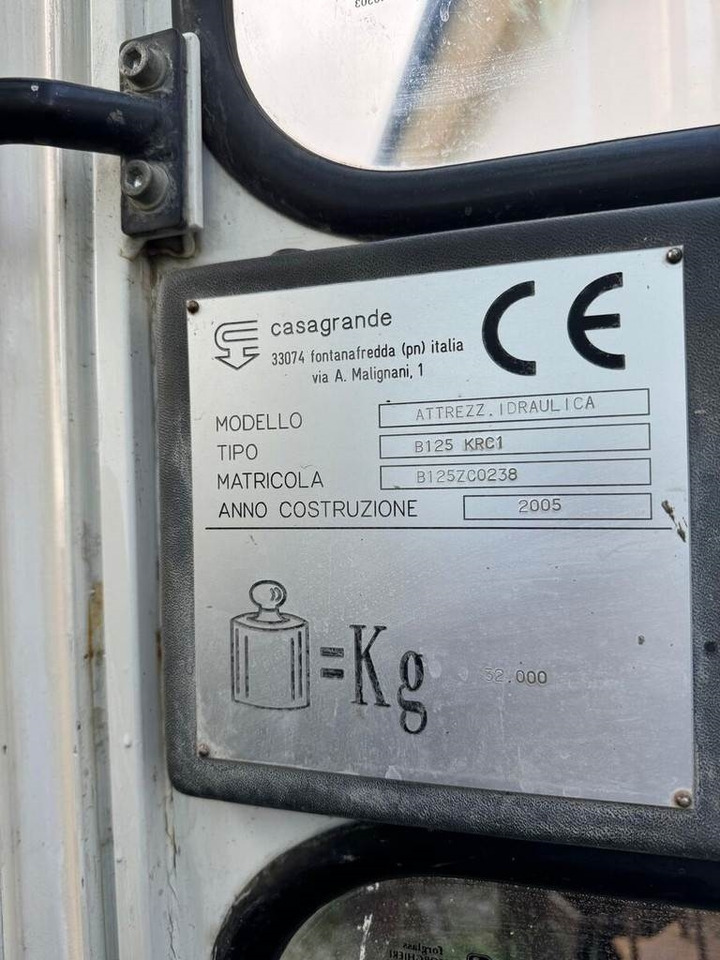 casagrande
33074 fontanafredda (pn) italia
via A. Malignani, 1
CE
MODELLO ATTREZZ.IDRAULICA
TIPO B125 KRC1
MATRICOLA B125ZC0238
ANNO COSTRUZIONE 2005
=Kg 32.000
forglass